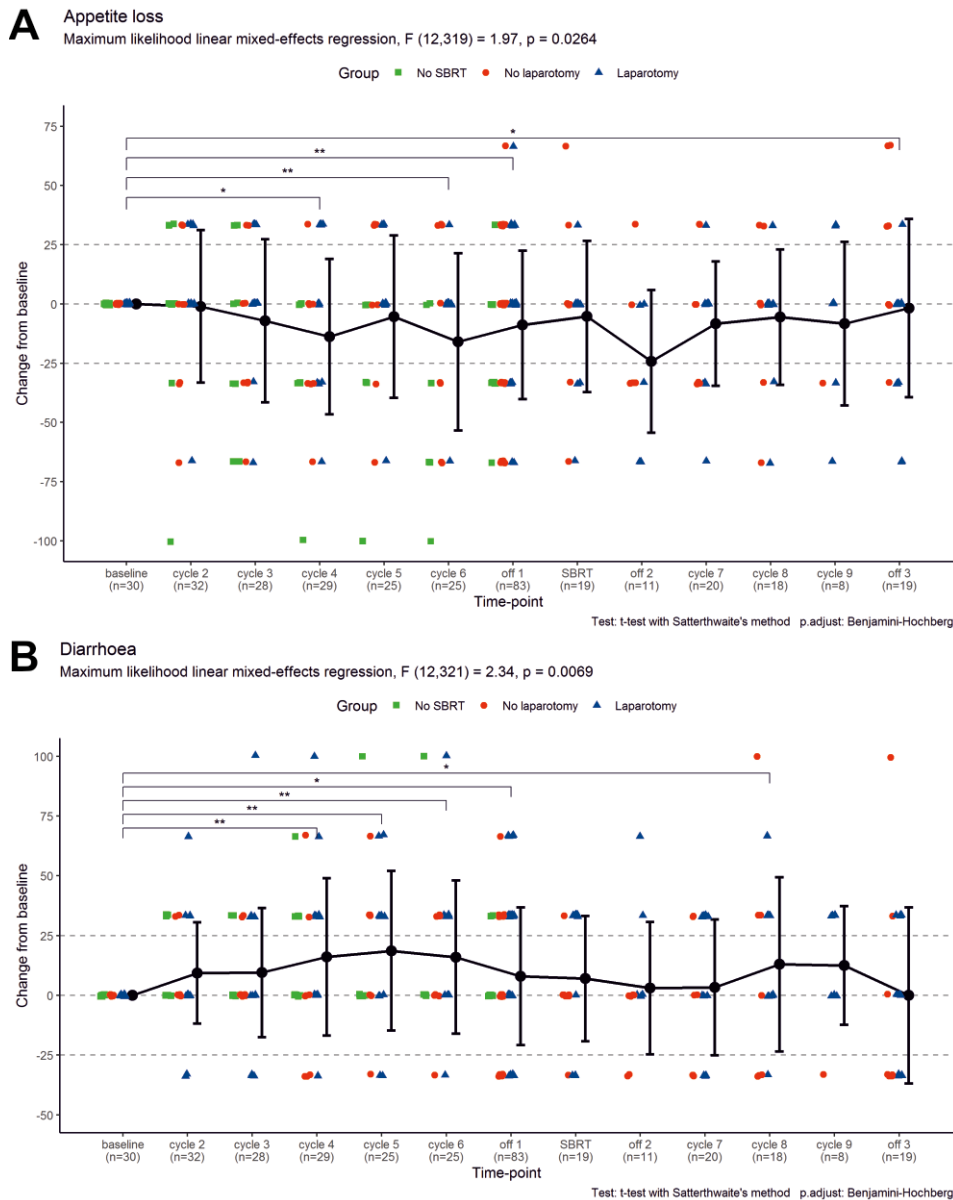 A
Appetite loss
Maximum likelihood linear mixed-effects regression, F (12,319) = 1.97, p = 0.0264
Group No SBRT No laparotomy Laparotomy
*
**
**
*
75
50
25
0
-25
-50
-75
-100
Change from baseline
baseline cycle 2 cycle 3 cycle 4 cycle 5 cycle 6 off 1 SBRT off 2 cycle 7 cycle 8 cycle 9 off 3
(n=30) (n=32) (n=28) (n=29) (n=25) (n=25) (n=83) (n=19) (n=11) (n=20) (n=18) (n=8) (n=19)
Time-point
Test: t-test with Satterthwaite's method p.adjust: Benjamini-Hochberg
B
Diarrhoea
Maximum likelihood linear mixed-effects regression, F (12,321) = 2.34, p = 0.0069
Group No SBRT No laparotomy Laparotomy
*
*
**
**
**
100
75
50
25
0
-25
-50
Change from baseline
baseline cycle 2 cycle 3 cycle 4 cycle 5 cycle 6 off 1 SBRT off 2 cycle 7 cycle 8 cycle 9 off 3
(n=30) (n=32) (n=28) (n=29) (n=25) (n=25) (n=83) (n=19) (n=11) (n=20) (n=18) (n=8) (n=19)
Time-point
Test: t-test with Satterthwaite's method p.adjust: Benjamini-Hochberg